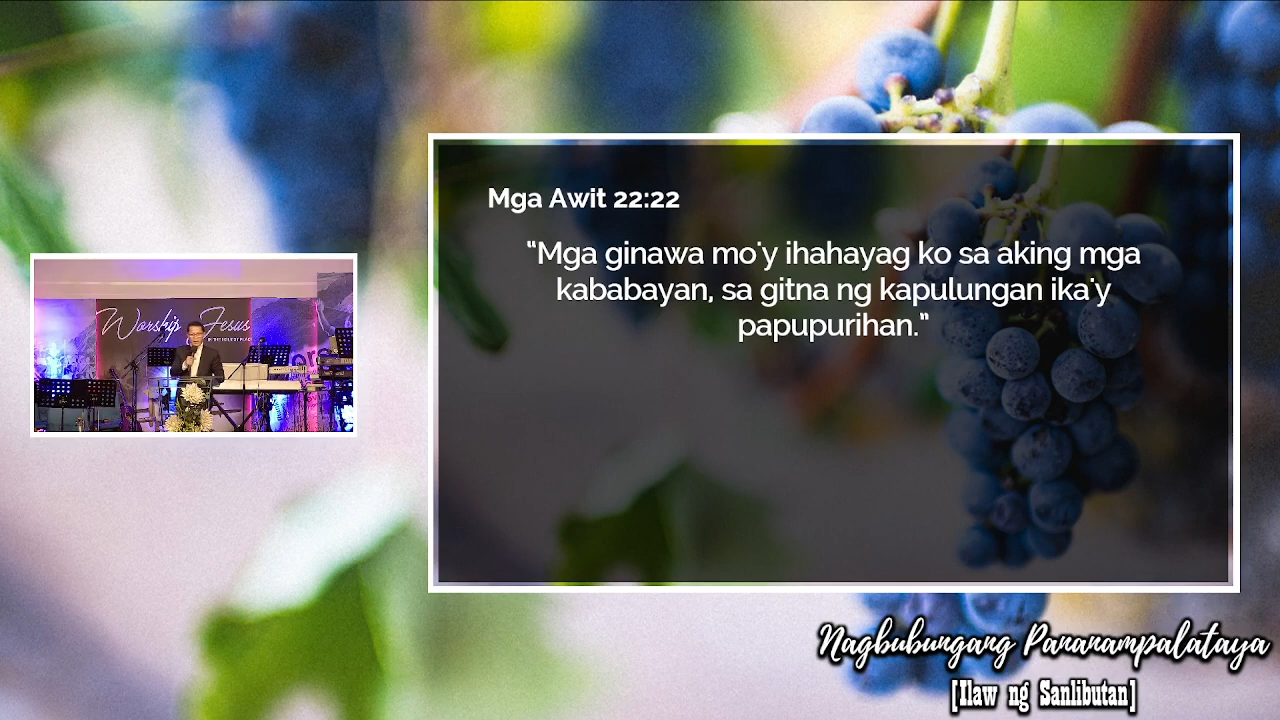 Mga Awit 22:22
“Mga ginawa mo'y ihahayag ko sa aking mga
kababayan, sa gitna ng kapulungan ika'y
papupurihan.”
Worship Jesus
Nagbubungang Pananampalataya
[Ilaw ng Sanlibutan]